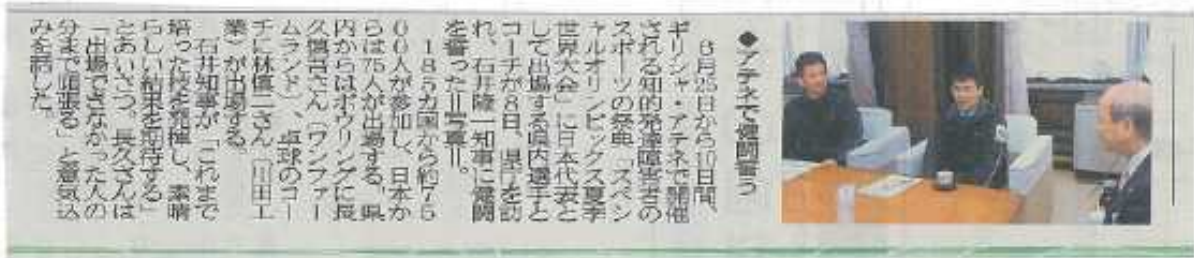 ◆アテネで健闘誓う
　6月25日から10日間、
ギリシャ・アテネで開催
される知的発達障害者の
スポーツの祭典「スペシ
ャルオリンピックス夏季
世界大会」に日本代表と
して出場する県内選手と
コーチが8日、県庁を訪
れ、石井隆一知事に健闘
を誓った＝写真＝。
　185カ国から約75
00人が参加し、日本か
らは75人が出場する。県
内からはボウリングに長
久慎吾さん（ワンファー
ムランド）、卓球のコー
チに林慎二さん（川田工
業）が出場する。
　石井知事が「これまで
培った技を発揮し、素晴
らしい結果を期待する」
とあいさつ。長久さんは
「出場できなかった人の
分まで頑張る」と意気込
みを話した。